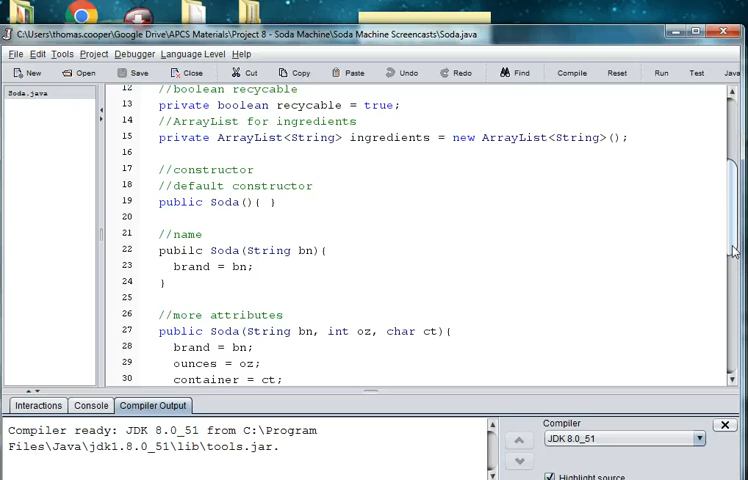 C:\Users\thomas.cooper\Google Drive\APCS Materials\Project 8 - Soda Machine\Soda Machine Screencasts\Soda.java
File Edit Tools Project Debugger Language Level Help
New Open Save Close Cut Copy Paste Undo Redo Find Compile Reset Run Test Java
Soda.java
12 //boolean recycable
13 private boolean recycable = true;
14 //ArrayList for ingredients
15 private ArrayList<String> ingredients = new ArrayList<String>();
16
17 //constructor
18 //default constructor
19 public Soda(){ }
20
21 //name
22 pubilc Soda(String bn){
23 brand = bn;
24 }
25
26 //more attributes
27 public Soda(String bn, int oz, char ct){
28 brand = bn;
29 ounces = oz;
30 container = ct;
Interactions Console Compiler Output
Compiler ready: JDK 8.0_51 from C:\Program
Files\Java\jdk1.8.0_51\lib\tools.jar.
Compiler
JDK 8.0_51
Highlight source